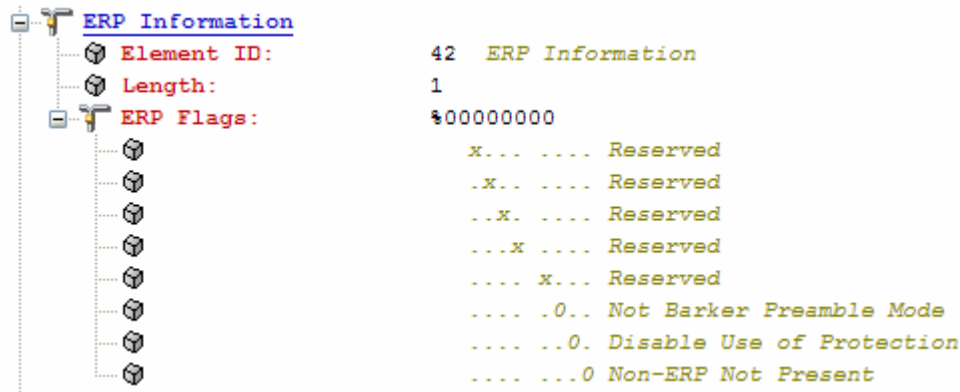 ERP Information
Element ID: 42 ERP Information
Length: 1
ERP Flags: %00000000
x... .... Reserved
.x.. .... Reserved
..x. .... Reserved
...x .... Reserved
.... x... Reserved
.... .0.. Not Barker Preamble Mode
.... ..0. Disable Use of Protection
.... ...0 Non-ERP Not Present